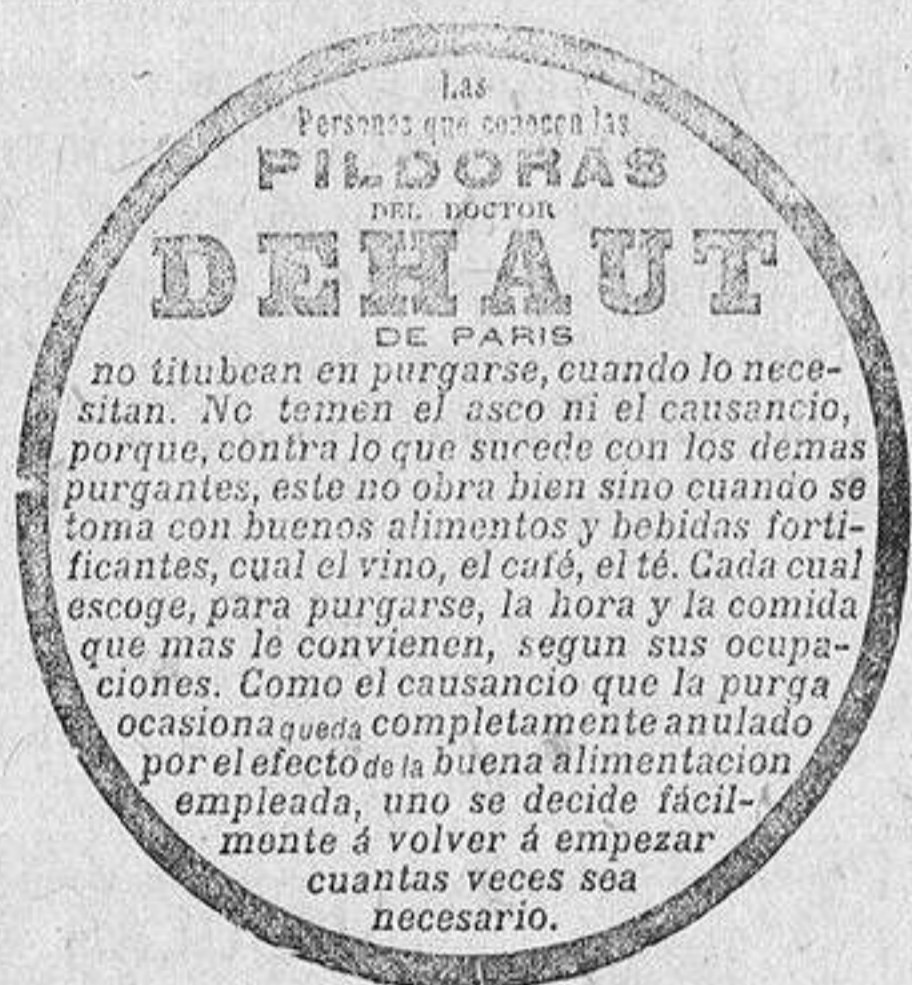 Las
Personas que conocen las
PILDORAS
DEL DOCTOR
DEHAUT
DE PARIS
no titubean en purgarse, cuando lo nece-
sitan. No temen el asco ni el causancio,
porque, contra lo que sucede con los demas
purgantes, este no obra bien sino cuando se
toma con buenos alimentos y bebidas forti-
ficantes, cual el vino, el café, el té. Cada cual
escoge, para purgarse, la hora y la comida
que mas le convienen, segun sus ocupa-
ciones. Como el causancio que la purga
ocasiona queda completamente anulado
por el efecto de la buena alimentacion
empleada, uno se decide fácil-
mente á volver á empezar
cuantas veces sea
necesario.